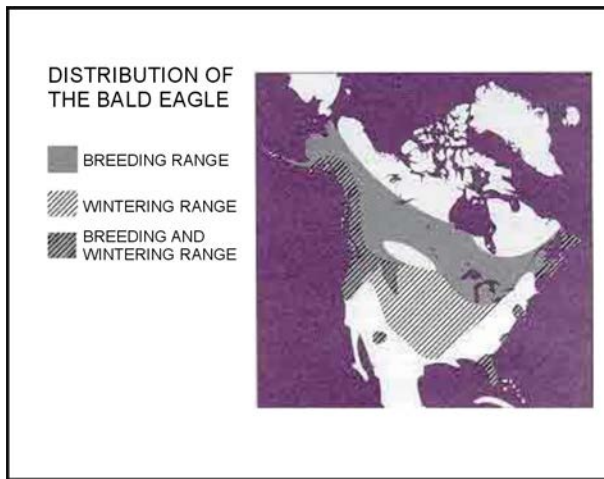 DISTRIBUTION OF
THE BALD EAGLE
BREEDING RANGE
WINTERING RANGE
BREEDING AND
WINTERING RANGE